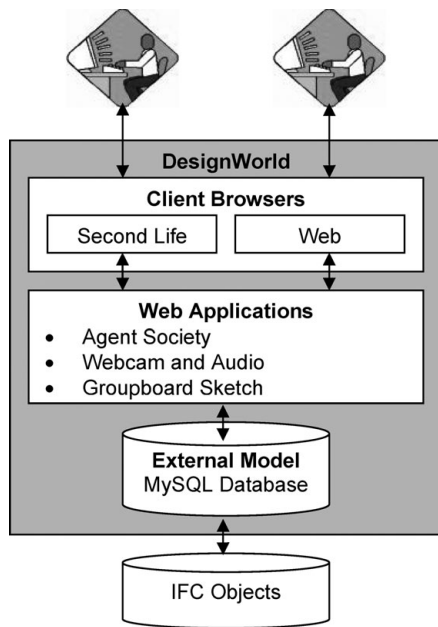 DesignWorld
Client Browsers
Second Life
Web
Web Applications
• Agent Society
• Webcam and Audio
• Groupboard Sketch
External Model
MySQL Database
IFC Objects